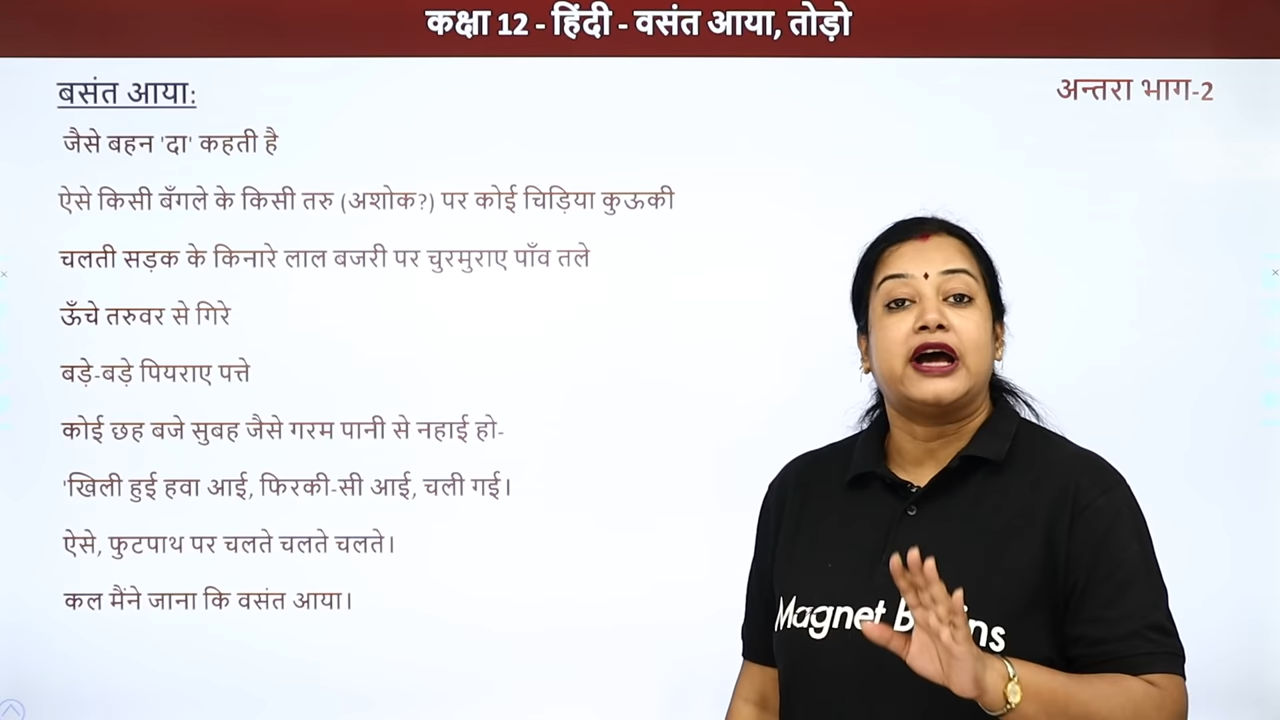 कक्षा 12 - हिंदी - वसंत आया, तोड़ो
बसंत आया:
अन्तरा भाग-2
जैसे बहन 'दा' कहती है
ऐसे किसी बँगले के किसी तरु (अशोक?) पर कोई चिड़िया कुऊकी
चलती सड़क के किनारे लाल बजरी पर चुरमुराए पाँव तले
ऊँचे तरुवर से गिरे
बड़े-बड़े पियराए पत्ते
कोई छह बजे सुबह जैसे गरम पानी से नहाई हो-
'खिली हुई हवा आई, फिरकी-सी आई, चली गई।
ऐसे, फुटपाथ पर चलते चलते चलते।
कल मैंने जाना कि वसंत आया।
Magnet B ins